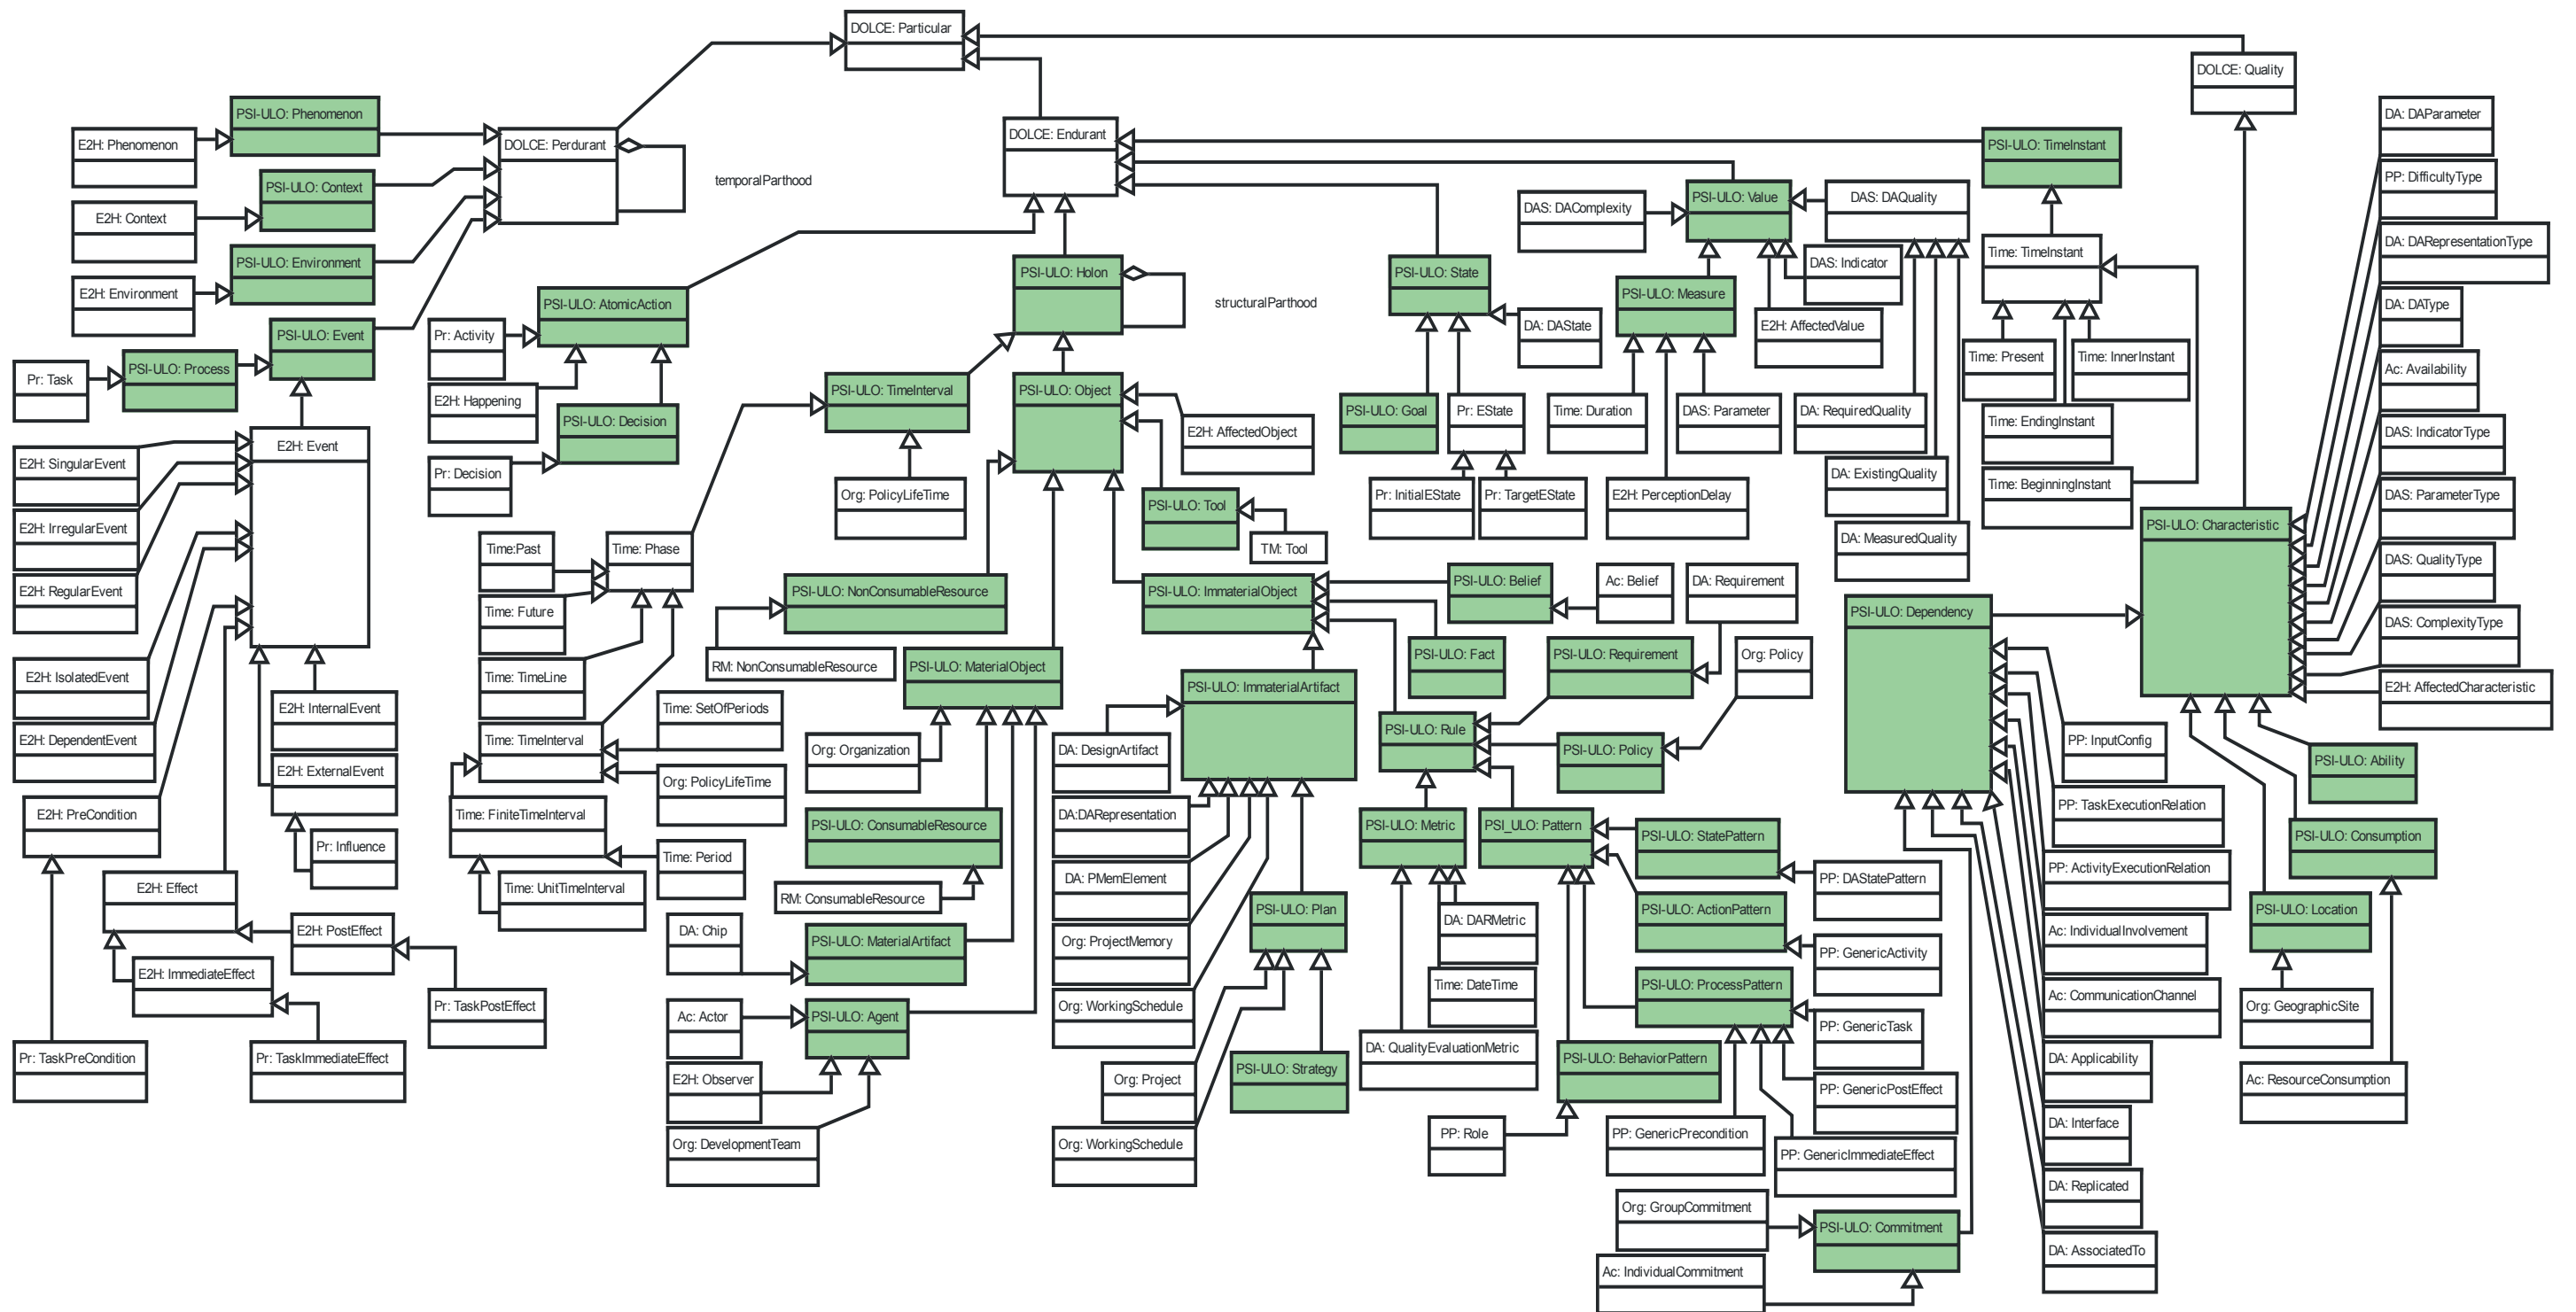 DOLCE: Particular
DOLCE: Quality
PSI-ULO: Phenomenon
E2H: Phenomenon
DOLCE: Perdurant
temporalParthood
DOLCE: Endurant
PSI-ULO: TimeInstant
DA: DAParameter
PSI-ULO: Context
E2H: Context
DAS: DAComplexity
PSI-ULO: Value
DAS: DAQuality
PP: DifficultyType
PSI-ULO: Environment
E2H: Environment
PSI-ULO: Holon
structuralParthood
PSI-ULO: State
DAS: Indicator
Time: TimeInstant
DA: DARepresentationType
PSI-ULO: AtomicAction
PSI-ULO: Measure
DA: DAType
PSI-ULO: Event
Pr: Activity
DA: DAState
E2H: AffectedValue
Time: Present
Time: InnerInstant
Pr: Task
PSI-ULO: Process
Ac: Availability
E2H: Happening
PSI-ULO: TimeInterval
PSI-ULO: Object
PSI-ULO: Goal
Pr: EState
Time: Duration
DAS: Parameter
DA: RequiredQuality
PSI-ULO: Decision
Time: EndingInstant
E2H: Event
E2H: AffectedObject
DAS: IndicatorType
E2H: SingularEvent
Pr: Decision
DA: ExistingQuality
Time: BeginningInstant
Org: PolicyLifeTime
PSI-ULO: Tool
Pr: InitialEState
Pr: TargetEState
E2H: PerceptionDelay
DAS: ParameterType
E2H: IrregularEvent
PSI-ULO: Characteristic
Time:Past
Time: Phase
TM: Tool
DA: MeasuredQuality
DAS: QualityType
E2H: RegularEvent
PSI-ULO: NonConsumableResource
PSI-ULO: ImmaterialObject
PSI-ULO: Belief
Ac: Belief
DA: Requirement
Time: Future
PSI-ULO: Dependency
DAS: ComplexityType
RM: NonConsumableResource
PSI-ULO: MaterialObject
PSI-ULO: Fact
PSI-ULO: Requirement
Org: Policy
E2H: IsolatedEvent
Time: TimeLine
PSI-ULO: ImmaterialArtifact
E2H: AffectedCharacteristic
E2H: InternalEvent
Time: SetOfPeriods
E2H: DependentEvent
Time: TimeInterval
Org: Organization
DA: DesignArtifact
PSI-ULO: Rule
PSI-ULO: Policy
PP: InputConfig
PSI-ULO: Ability
E2H: ExternalEvent
Org: PolicyLifeTime
E2H: PreCondition
Time: FiniteTimeInterval
PSI-ULO: ConsumableResource
DA:DARepresentation
PSI-ULO: Metric
PSI_ULO: Pattern
PSI-ULO: StatePattern
PP: TaskExecutionRelation
PSI-ULO: Consumption
Pr: Influence
Time: Period
E2H: Effect
Time: UnitTimeInterval
RM: ConsumableResource
DA: PMemElement
PP: DAStatePattern
PP: ActivityExecutionRelation
PSI-ULO: Plan
DA: DARMetric
PSI-ULO: ActionPattern
PSI-ULO: Location
E2H: PostEffect
DA: Chip
PSI-ULO: MaterialArtifact
Org: ProjectMemory
PP: GenericActivity
Ac: IndividualInvolvement
E2H: ImmediateEffect
Time: DateTime
PSI-ULO: ProcessPattern
Ac: CommunicationChannel
Pr: TaskPostEffect
Ac: Actor
PSI-ULO: Agent
Org: WorkingSchedule
PP: GenericTask
Org: GeographicSite
Pr: TaskPreCondition
Pr: TaskImmediateEffect
DA: QualityEvaluationMetric
PSI-ULO: BehaviorPattern
DA: Applicability
E2H: Observer
Org: Project
PSI-ULO: Strategy
PP: GenericPostEffect
Ac: ResourceConsumption
Org: DevelopmentTeam
Org: WorkingSchedule
PP: Role
PP: GenericPrecondition
DA: Interface
PP: GenericImmediateEffect
DA: Replicated
Org: GroupCommitment
PSI-ULO: Commitment
DA: AssociatedTo
Ac: IndividualCommitment